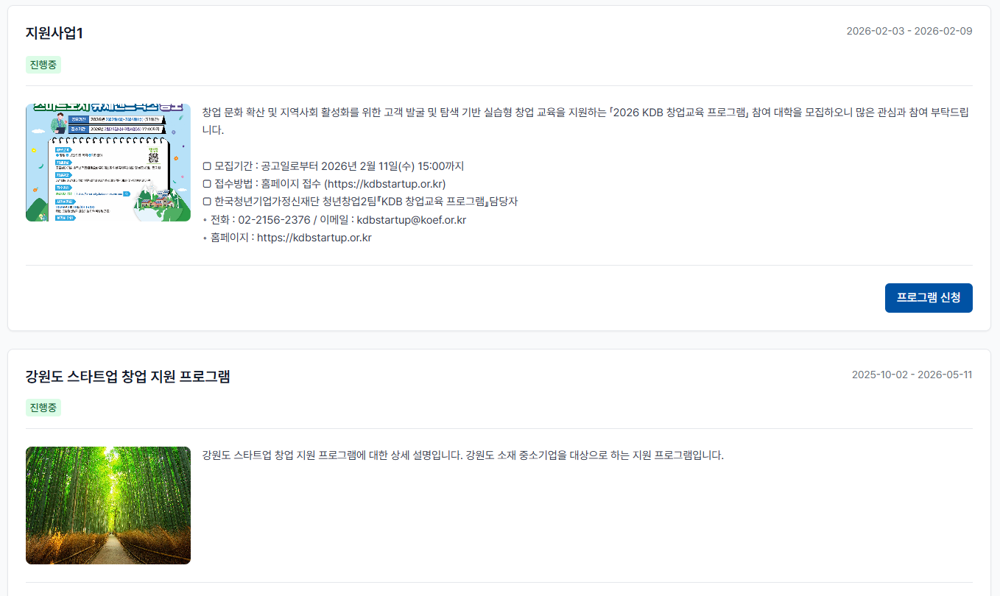 지원사업1
2026-02-03 - 2026-02-09
진행중
창업 문화 확산 및 지역사회 활성화를 위한 고객 발굴 및 탐색 기반 실습형 창업 교육을 지원하는 「2026 KDB 창업교육 프로그램」 참여 대학을 모집하오니 많은 관심과 참여 부탁드립
니다.
▢ 모집기간 : 공고일로부터 2026년 2월 11일(수) 15:00까지
▢ 접수방법 : 홈페이지 접수 (https://kdbstartup.or.kr)
▢ 한국청년기업가정신재단 청년창업2팀『KDB 창업교육 프로그램』담당자
◦ 전화 : 02-2156-2376 / 이메일 : kdbstartup@koef.or.kr
◦ 홈페이지 : https://kdbstartup.or.kr
프로그램 신청
강원도 스타트업 창업 지원 프로그램
2025-10-02 - 2026-05-11
진행중
강원도 스타트업 창업 지원 프로그램에 대한 상세 설명입니다. 강원도 소재 중소기업을 대상으로 하는 지원 프로그램입니다.